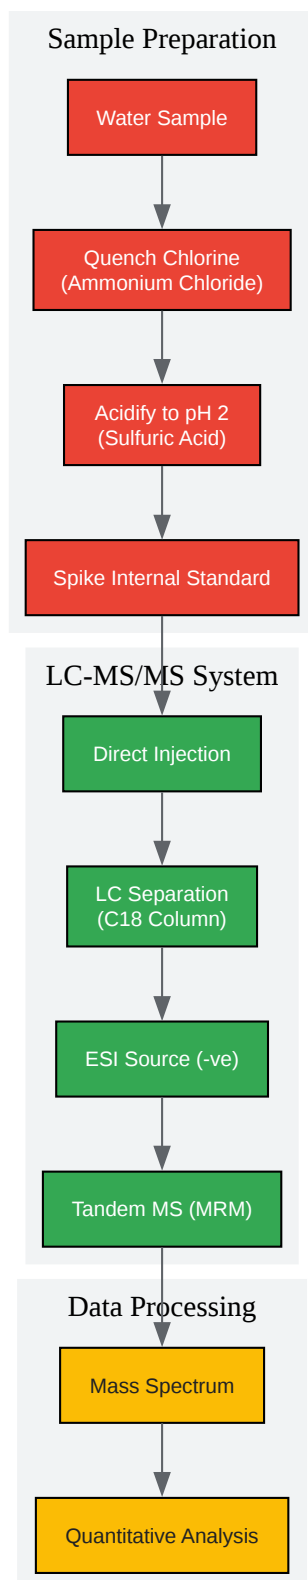 Sample Preparation
Water Sample
Quench Chlorine
(Ammonium Chloride)
Acidify to pH 2
(Sulfuric Acid)
Spike Internal Standard
LC-MS/MS System
Direct Injection
LC Separation
(C18 Column)
ESI Source (-ve)
Tandem MS (MRM)
Data Processing
Mass Spectrum
Quantitative Analysis